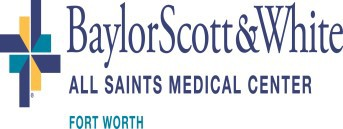 BaylorScott&White
ALL SAINTS MEDICAL CENTER
FORT WORTH
®